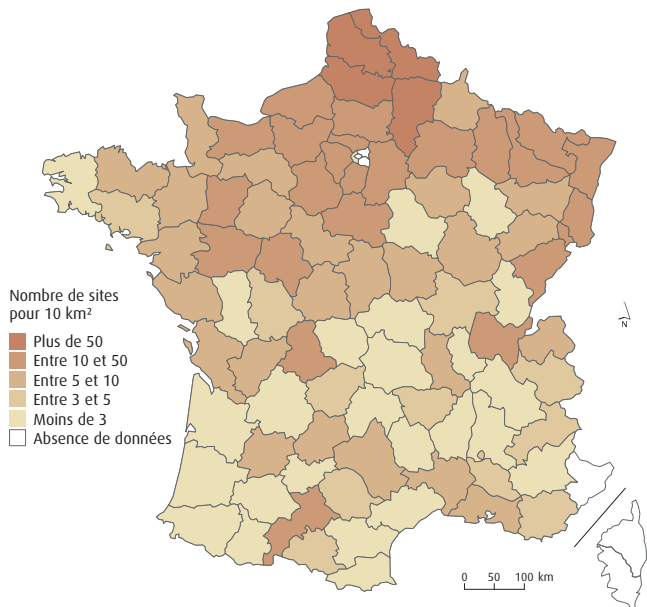 Nombre de sites
pour 10 km²
Plus de 50
Entre 10 et 50
Entre 5 et 10
Entre 3 et 5
Moins de 3
Absence de données
N
0 50 100 km